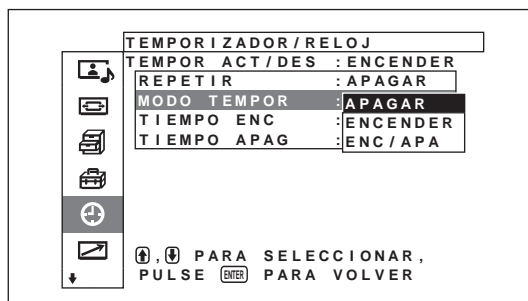 TEMPORIZADOR/RELOJ
TEMPOR ACT/DES :ENCENDER
REPETIR :APAGAR
MODO TEMPOR :APAGAR
TIEMPO ENC :ENCENDER
TIEMPO APAG :ENC/APA
, PARA SELECCIONAR,
PULSE ENTER PARA VOLVER